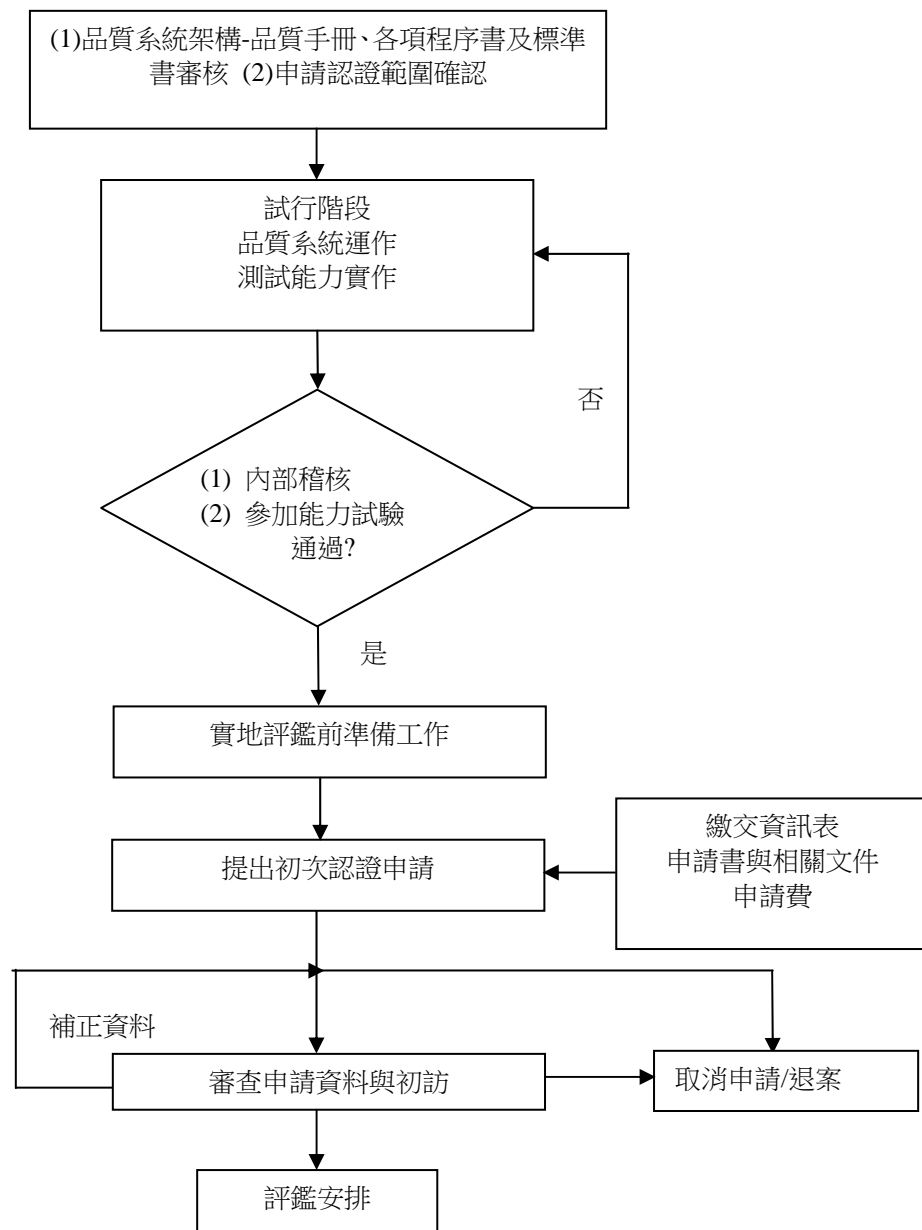 (1)品質系統架構-品質手冊、各項程序書及標準
書審核 (2)申請認證範圍確認
試行階段
品質系統運作
測試能力實作
否
(1) 內部稽核
(2) 參加能力試驗
通過?
是
實地評鑑前準備工作
繳交資訊表
申請書與相關文件
申請費
提出初次認證申請
補正資料
審查申請資料與初訪
取消申請/退案
評鑑安排